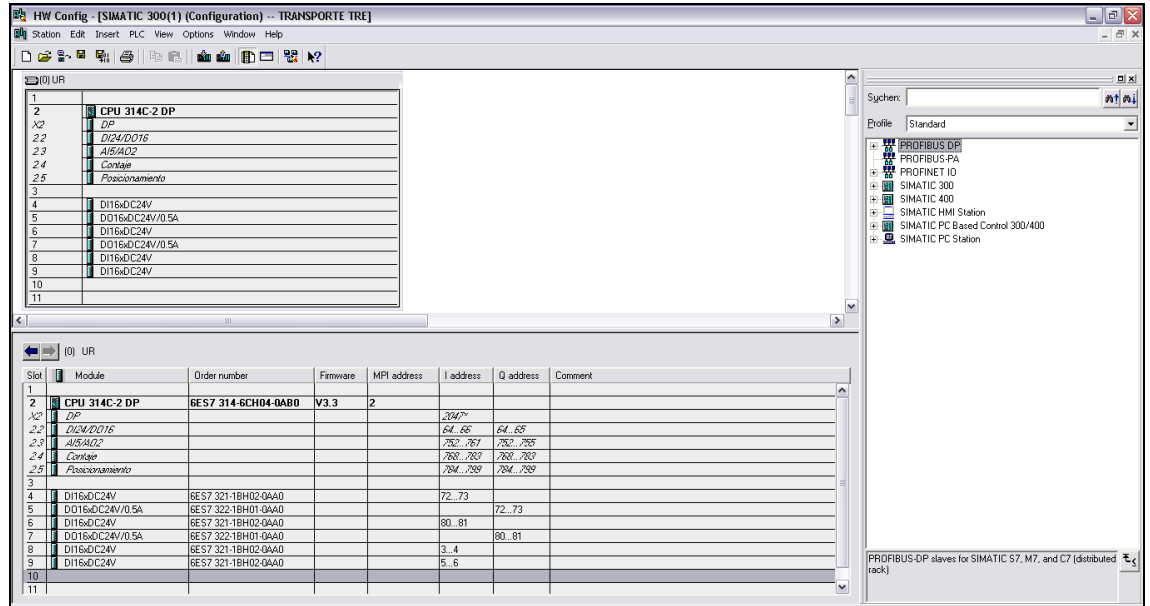 HW Config - [SIMATIC 300(1) (Configuration) -- TRANSPORTE TRE]
Station Edit Insert PLC View Options Window Help
(0) UR
1
2 CPU 314C-2 DP
X2 DP
2.2 DI24/DO16
2.3 AI5/AO2
2.4 Contaje
2.5 Posicionamiento
3
4 DI16xDC24V
5 DO16xDC24V/0.5A
6 DI16xDC24V
7 DO16xDC24V/0.5A
8 DI16xDC24V
9 DI16xDC24V
10
11
Suchen:
Profile Standard
PROFIBUS DP
PROFIBUS-PA
PROFINET IO
SIMATIC 300
SIMATIC 400
SIMATIC HMI Station
SIMATIC PC Based Control 300/400
SIMATIC PC Station
(0) UR
Slot Module Order number Firmware MPI address I address Q address Comment
1
2 CPU 314C-2 DP 6ES7 314-6CH04-0AB0 V3.3 2
X2 DP 2047*
2.2 DI24/DO16 64...66 64...65
2.3 AI5/AO2 752...761 752...755
2.4 Contaje 768...783 768...783
2.5 Posicionamiento 784...799 784...799
3
4 DI16xDC24V 6ES7 321-1BH02-0AA0 72...73
5 DO16xDC24V/0.5A 6ES7 322-1BH01-0AA0 72...73
6 DI16xDC24V 6ES7 321-1BH02-0AA0 80...81
7 DO16xDC24V/0.5A 6ES7 322-1BH01-0AA0 80...81
8 DI16xDC24V 6ES7 321-1BH02-0AA0 3...4
9 DI16xDC24V 6ES7 321-1BH02-0AA0 5...6
10
11
PROFIBUS-DP slaves for SIMATIC S7, M7, and C7 (distributed
rack)